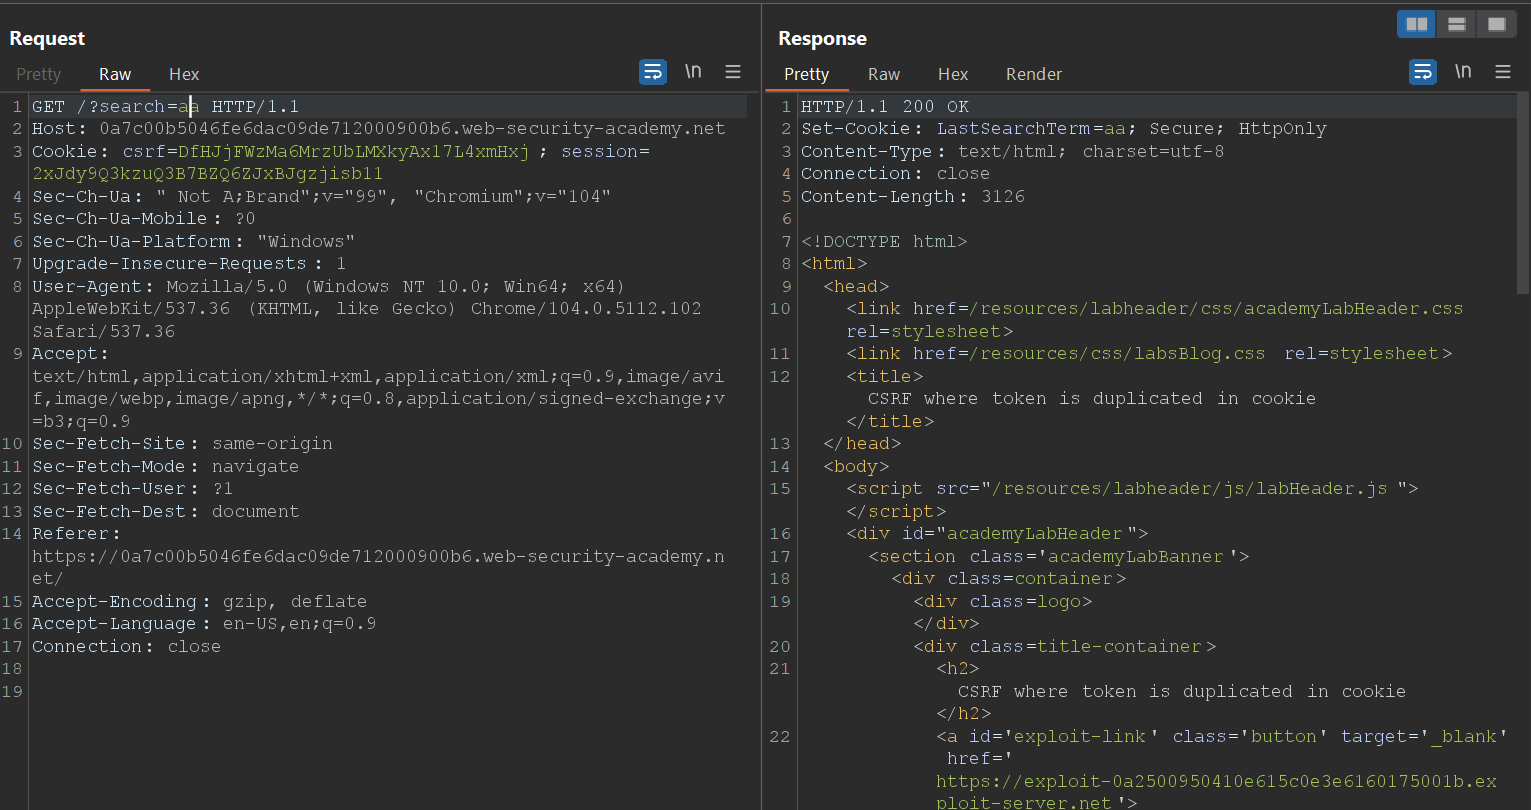 Request
Pretty Raw Hex \n
1 GET /?search=aa HTTP/1.1
2 Host: 0a7c00b5046fe6dac09de712000900b6.web-security-academy.net
3 Cookie: csrf=DfHJjFWzMa6MrzUbLMXkyAx17L4xmHxj ; session=
2xJdy9Q3kzuQ3B7BZQ6ZJxBJgzjisb11
4 Sec-Ch-Ua: " Not A;Brand";v="99", "Chromium";v="104"
5 Sec-Ch-Ua-Mobile : ?0
6 Sec-Ch-Ua-Platform : "Windows"
7 Upgrade-Insecure-Requests : 1
8 User-Agent: Mozilla/5.0 (Windows NT 10.0; Win64; x64)
AppleWebKit/537.36 (KHTML, like Gecko) Chrome/104.0.5112.102
Safari/537.36
9 Accept:
text/html,application/xhtml+xml,application/xml;q=0.9,image/avi
f,image/webp,image/apng,*/*;q=0.8,application/signed-exchange;v
=b3;q=0.9
10 Sec-Fetch-Site : same-origin
11 Sec-Fetch-Mode : navigate
12 Sec-Fetch-User : ?1
13 Sec-Fetch-Dest : document
14 Referer :
https://0a7c00b5046fe6dac09de712000900b6.web-security-academy.n
et/
15 Accept-Encoding : gzip, deflate
16 Accept-Language : en-US,en;q=0.9
17 Connection: close
18
19
Response
Pretty Raw Hex Render \n
1 HTTP/1.1 200 OK
2 Set-Cookie: LastSearchTerm=aa; Secure; HttpOnly
3 Content-Type : text/html; charset=utf-8
4 Connection: close
5 Content-Length : 3126
6
7 <!DOCTYPE html>
8 <html>
9 <head>
10 <link href=/resources/labheader/css/academyLabHeader.css
rel=stylesheet>
11 <link href=/resources/css/labsBlog.css rel=stylesheet>
12 <title>
CSRF where token is duplicated in cookie
</title>
13 </head>
14 <body>
15 <script src="/resources/labheader/js/labHeader.js ">
</script>
16 <div id="academyLabHeader ">
17 <section class='academyLabBanner '>
18 <div class=container>
19 <div class=logo>
</div>
20 <div class=title-container>
21 <h2>
CSRF where token is duplicated in cookie
</h2>
22 <a id='exploit-link ' class='button' target='_blank'
href='
https://exploit-0a2500950410e615c0e3e6160175001b.ex
ploit-server.net '>